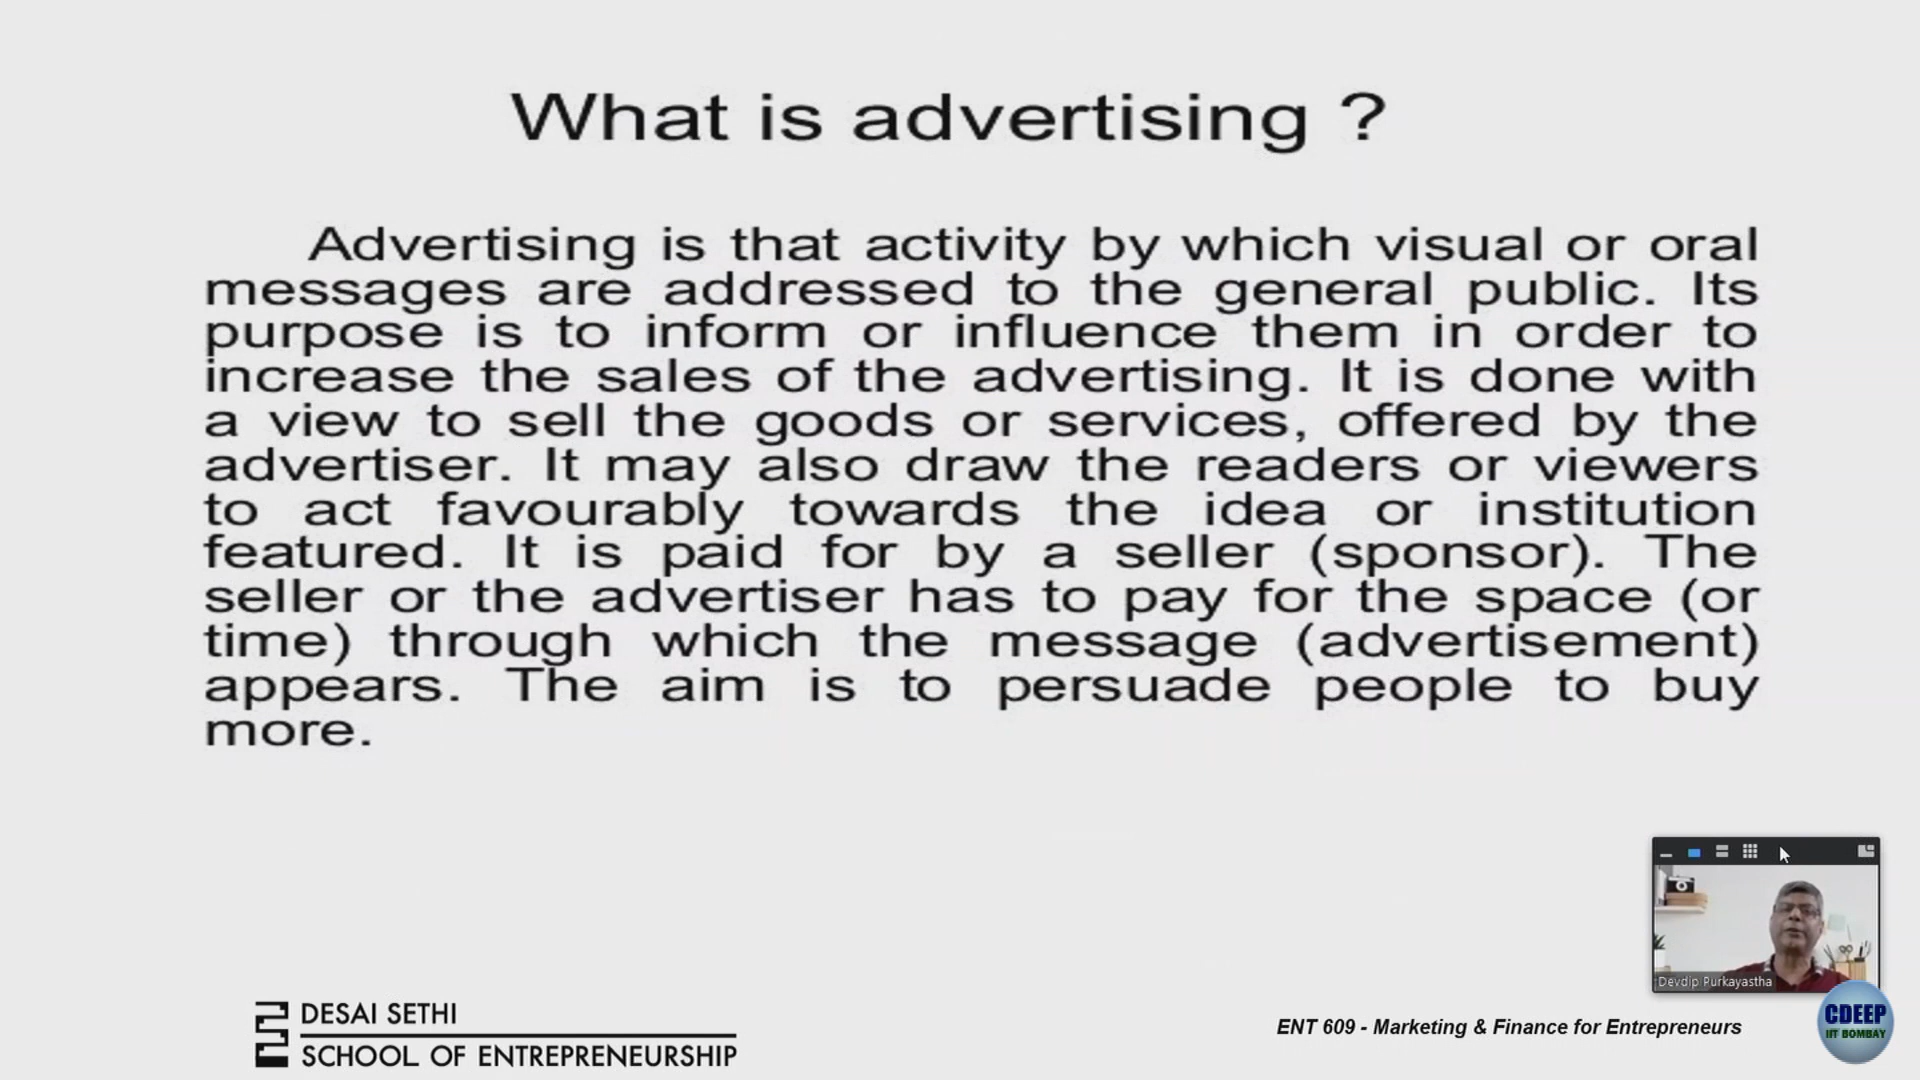 What is advertising ?
Advertising is that activity by which visual or oral
messages are addressed to the general public. Its
purpose is to inform or influence them in order to
increase the sales of the advertising. It is done with
a view to sell the goods or services, offered by the
advertiser. It may also draw the readers or viewers
to act favourably towards the idea or institution
featured. It is paid for by a seller (sponsor). The
seller or the advertiser has to pay for the space (or
time) through which the message (advertisement)
appears. The aim is to persuade people to buy
more.
Devdip Purkayastha
DESAI SETHI
SCHOOL OF ENTREPRENEURSHIP
ENT 609 - Marketing & Finance for Entrepreneurs
CDEEP
IIT BOMBAY